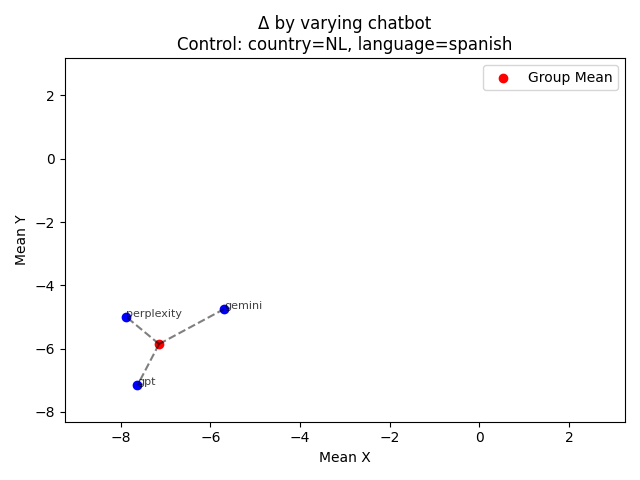 Δ by varying chatbot
Control: country=NL, language=spanish
Group Mean
Mean Y
2
0
−2
−4
−6
−8
perplexity
gemini
gpt
−8
−6
−4
−2
0
2
Mean X